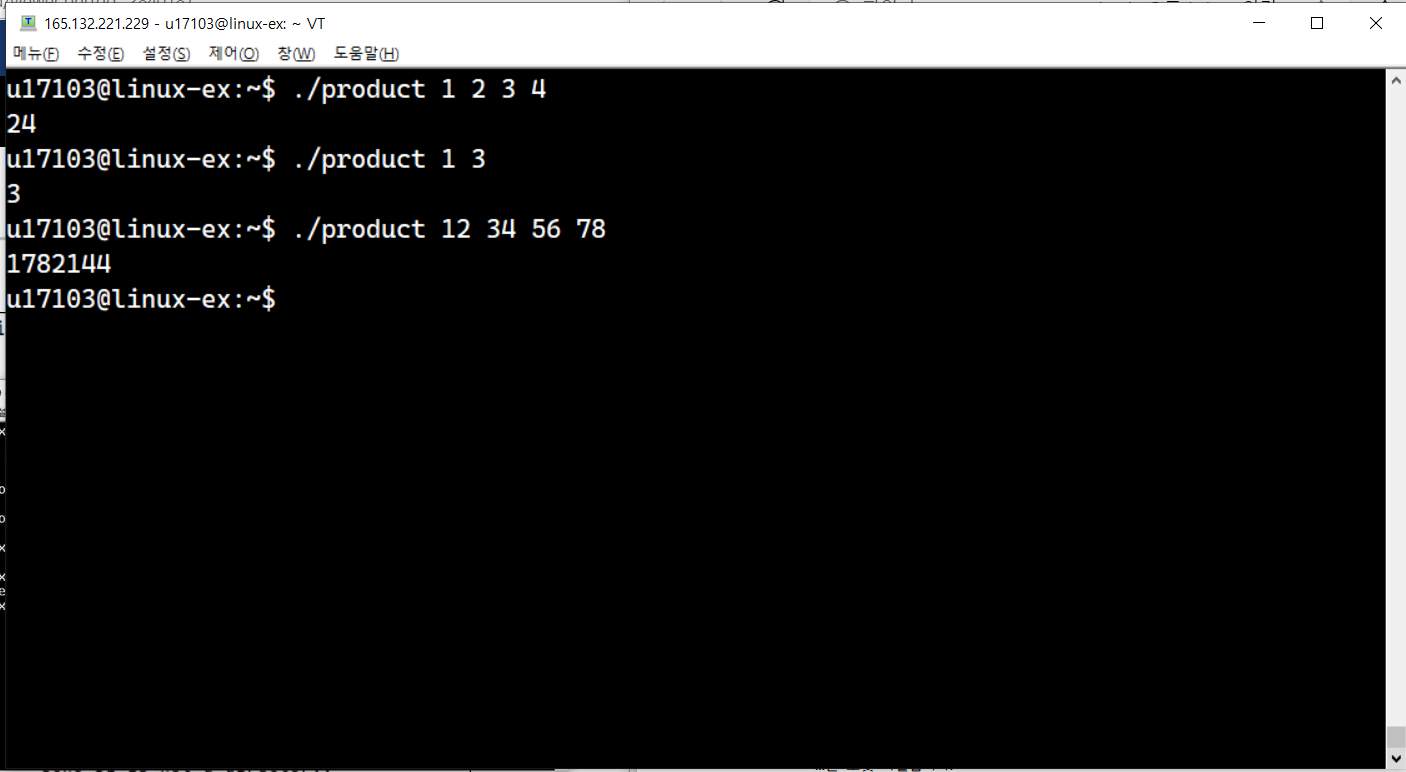 165.132.221.229 - u17103@linux-ex: ~ VT
메뉴(F) 수정(E) 설정(S) 제어(O) 창(W) 도움말(H)
u17103@linux-ex:~$ ./product 1 2 3 4
24
u17103@linux-ex:~$ ./product 1 3
3
u17103@linux-ex:~$ ./product 12 34 56 78
1782144
u17103@linux-ex:~$